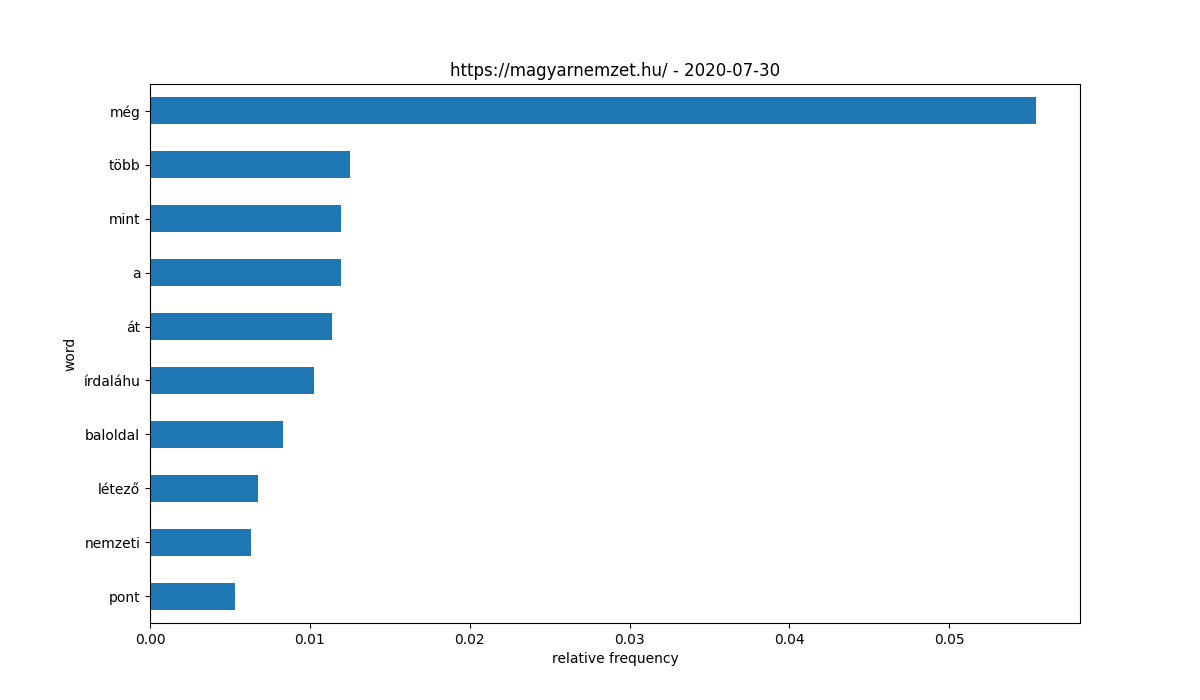 https://magyarnemzet.hu/ - 2020-07-30
még
több
mint
a
át
írdaláhu
baloldal
létező
nemzeti
pont
word
0.00 0.01 0.02 0.03 0.04 0.05
relative frequency